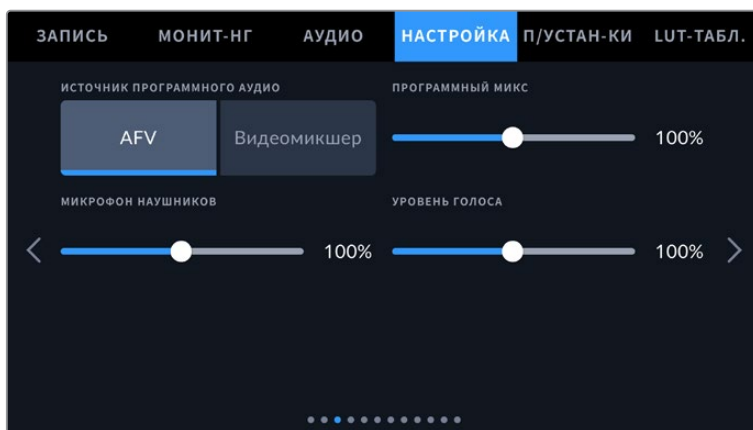 ЗАПИСЬ МОНИТ-НГ АУДИО НАСТРОЙКА П/УСТАН-КИ LUT-ТАБЛ.
ИСТОЧНИК ПРОГРАММНОГО АУДИО ПРОГРАММНЫЙ МИКС
AFV Видеомикшер 100%
МИКРОФОН НАУШНИКОВ УРОВЕНЬ ГОЛОСА
100% 100%